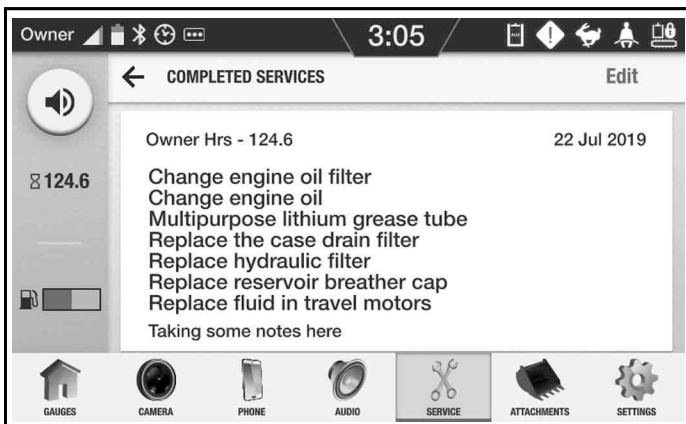 Owner
3:05
COMPLETED SERVICES
Edit
Owner Hrs - 124.6
22 Jul 2019
124.6
Change engine oil filter
Change engine oil
Multipurpose lithium grease tube
Replace the case drain filter
Replace hydraulic filter
Replace reservoir breather cap
Replace fluid in travel motors
Taking some notes here
GAUGES
CAMERA
PHONE
AUDIO
SERVICE
ATTACHMENTS
SETTINGS